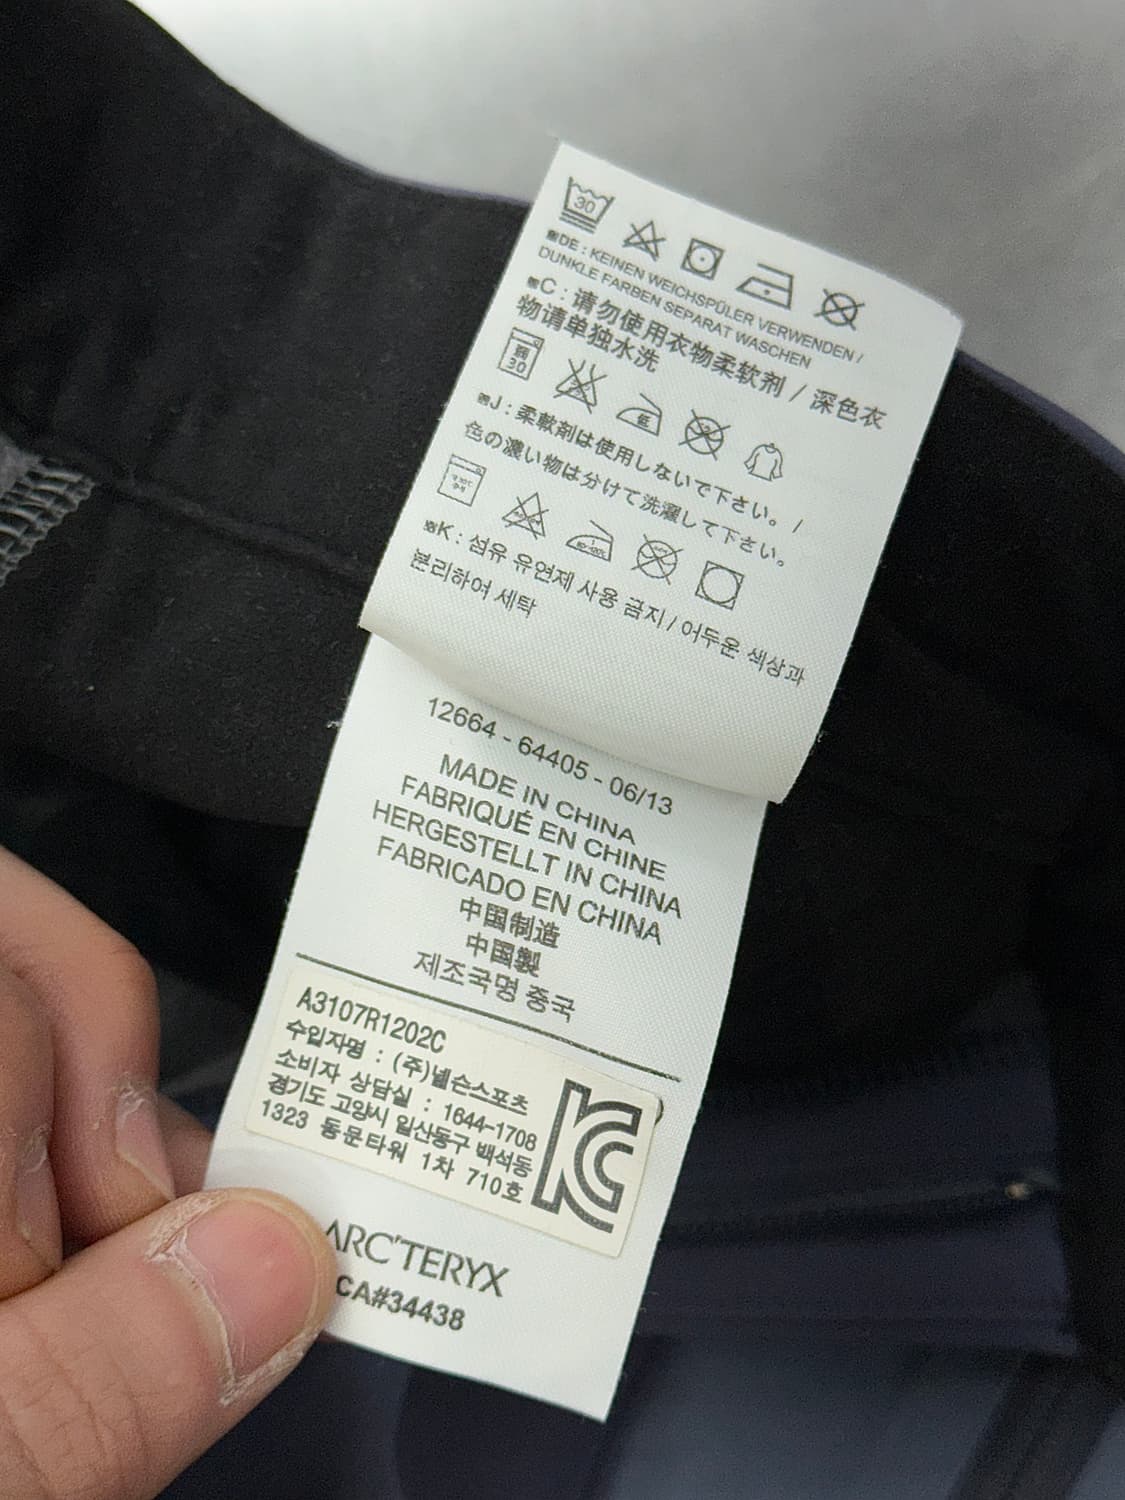 30
DE : KEINEN WEICHSPÜLER VERWENDEN /
DUNKLE FARBEN SEPARAT WASCHEN
C : 请勿使用衣物柔软剂 / 深色衣
物请单独水洗
弱
30
低
J : 柔軟剤は使用しないで下さい。 /
色の濃い物は分けて洗濯して下さい。
K : 섬유 유연제 사용 금지 / 어두운 색상과
분리하여 세탁
12664 - 64405 - 06/13
MADE IN CHINA
FABRIQUÉ EN CHINE
HERGESTELLT IN CHINA
FABRICADO EN CHINA
中国制造
中国製
제조국명 중국
A3107R1202C
수입자명 : (주)넬슨스포츠
소비자 상담실 : 1644-1708
경기도 고양시 일산동구 백석동
1323 동문타워 1차 710호
ARC'TERYX
CA#34438